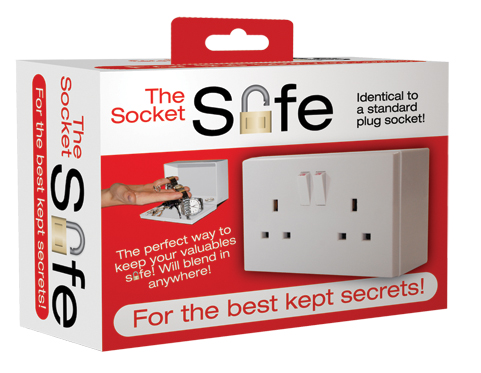 The
Socket
Safe
Identical to
a standard
plug socket!
The perfect way to
keep your valuables
safe! Will blend in
anywhere!
For the best kept secrets!
The
Socket
Safe
For the best kept secrets!